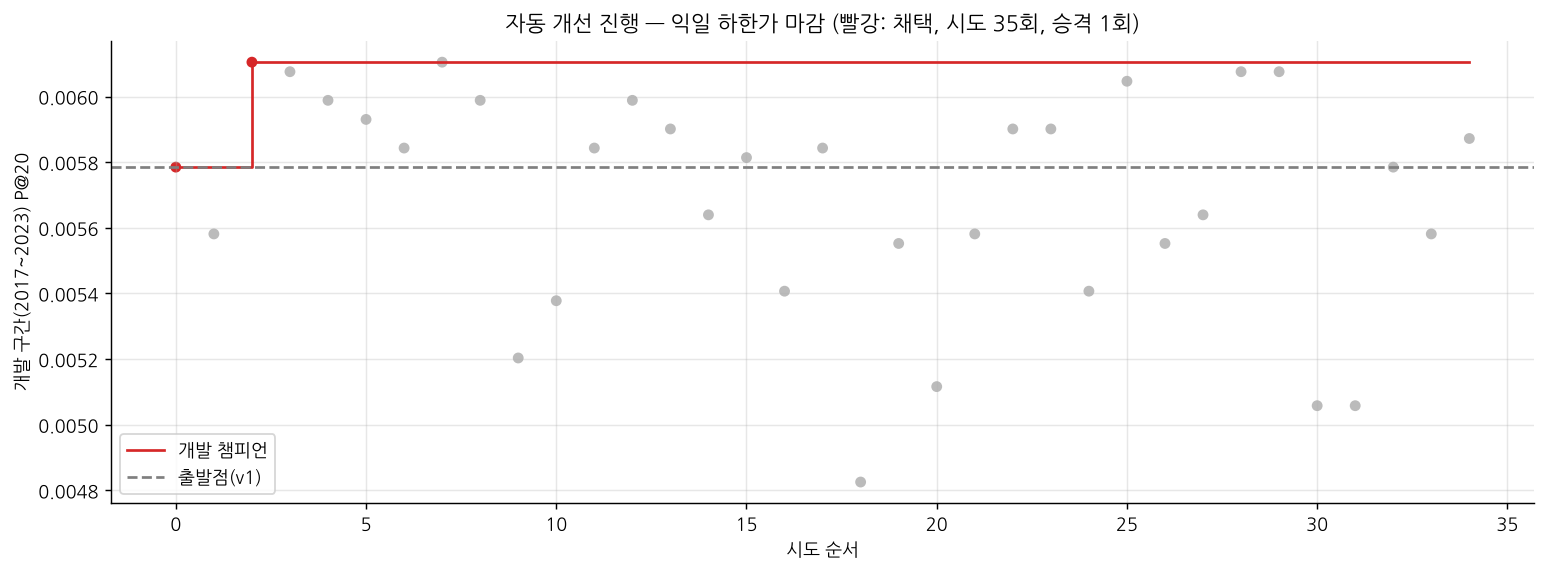 자동 개선 진행 — 익일 하한가 마감 (빨강: 채택, 시도 35회, 승격 1회)
개발 구간(2017~2023) P@20
0.0060
0.0058
0.0056
0.0054
0.0052
0.0050
0.0048
개발 챔피언
출발점(v1)
0 5 10 15 20 25 30 35
시도 순서